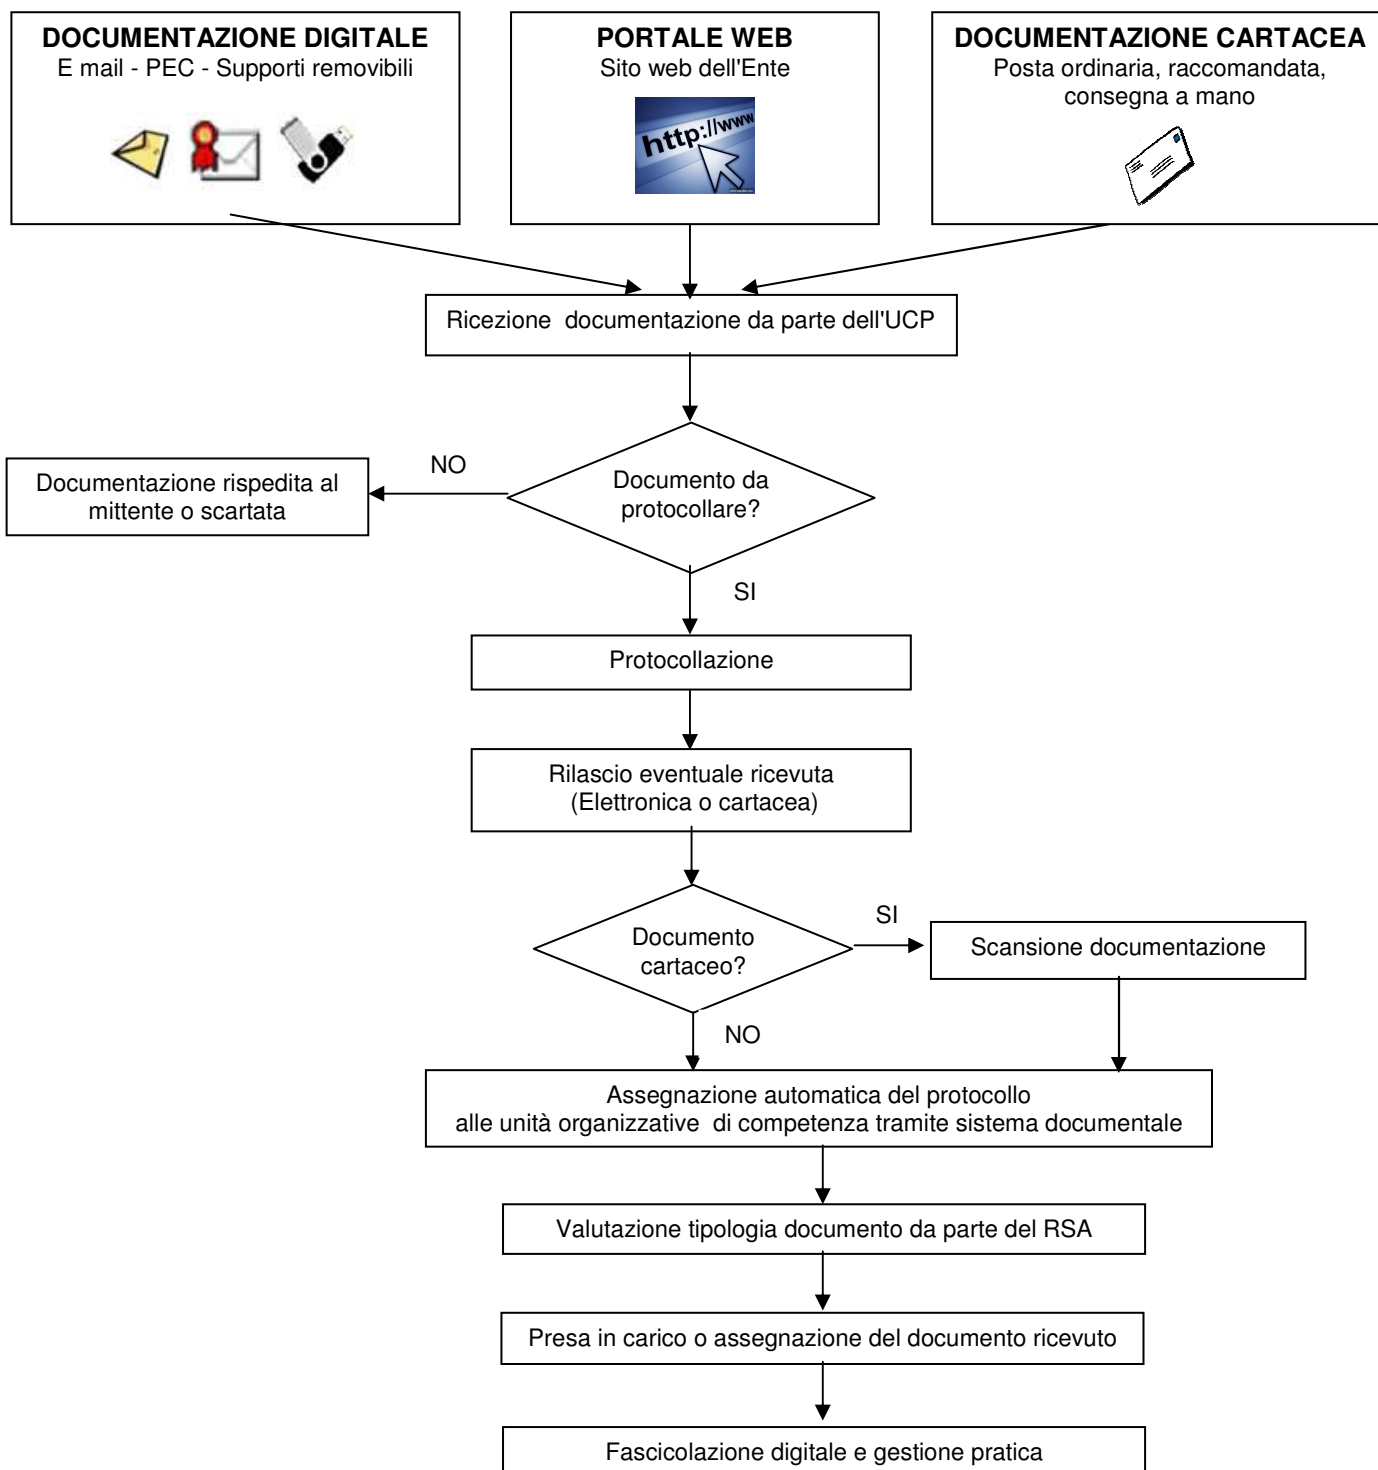 DOCUMENTAZIONE DIGITALE
E mail - PEC - Supporti removibili
PORTALE WEB
Sito web dell'Ente
http://www
DOCUMENTAZIONE CARTACEA
Posta ordinaria, raccomandata,
consegna a mano
Ricezione  documentazione da parte dell'UCP
NO
Documentazione rispedita al
mittente o scartata
Documento da
protocollare?
SI
Protocollazione
Rilascio eventuale ricevuta
(Elettronica o cartacea)
Documento
cartaceo?
SI
Scansione documentazione
NO
Assegnazione automatica del protocollo
alle unità organizzative  di competenza tramite sistema documentale
Valutazione tipologia documento da parte del RSA
Presa in carico o assegnazione del documento ricevuto
Fascicolazione digitale e gestione pratica